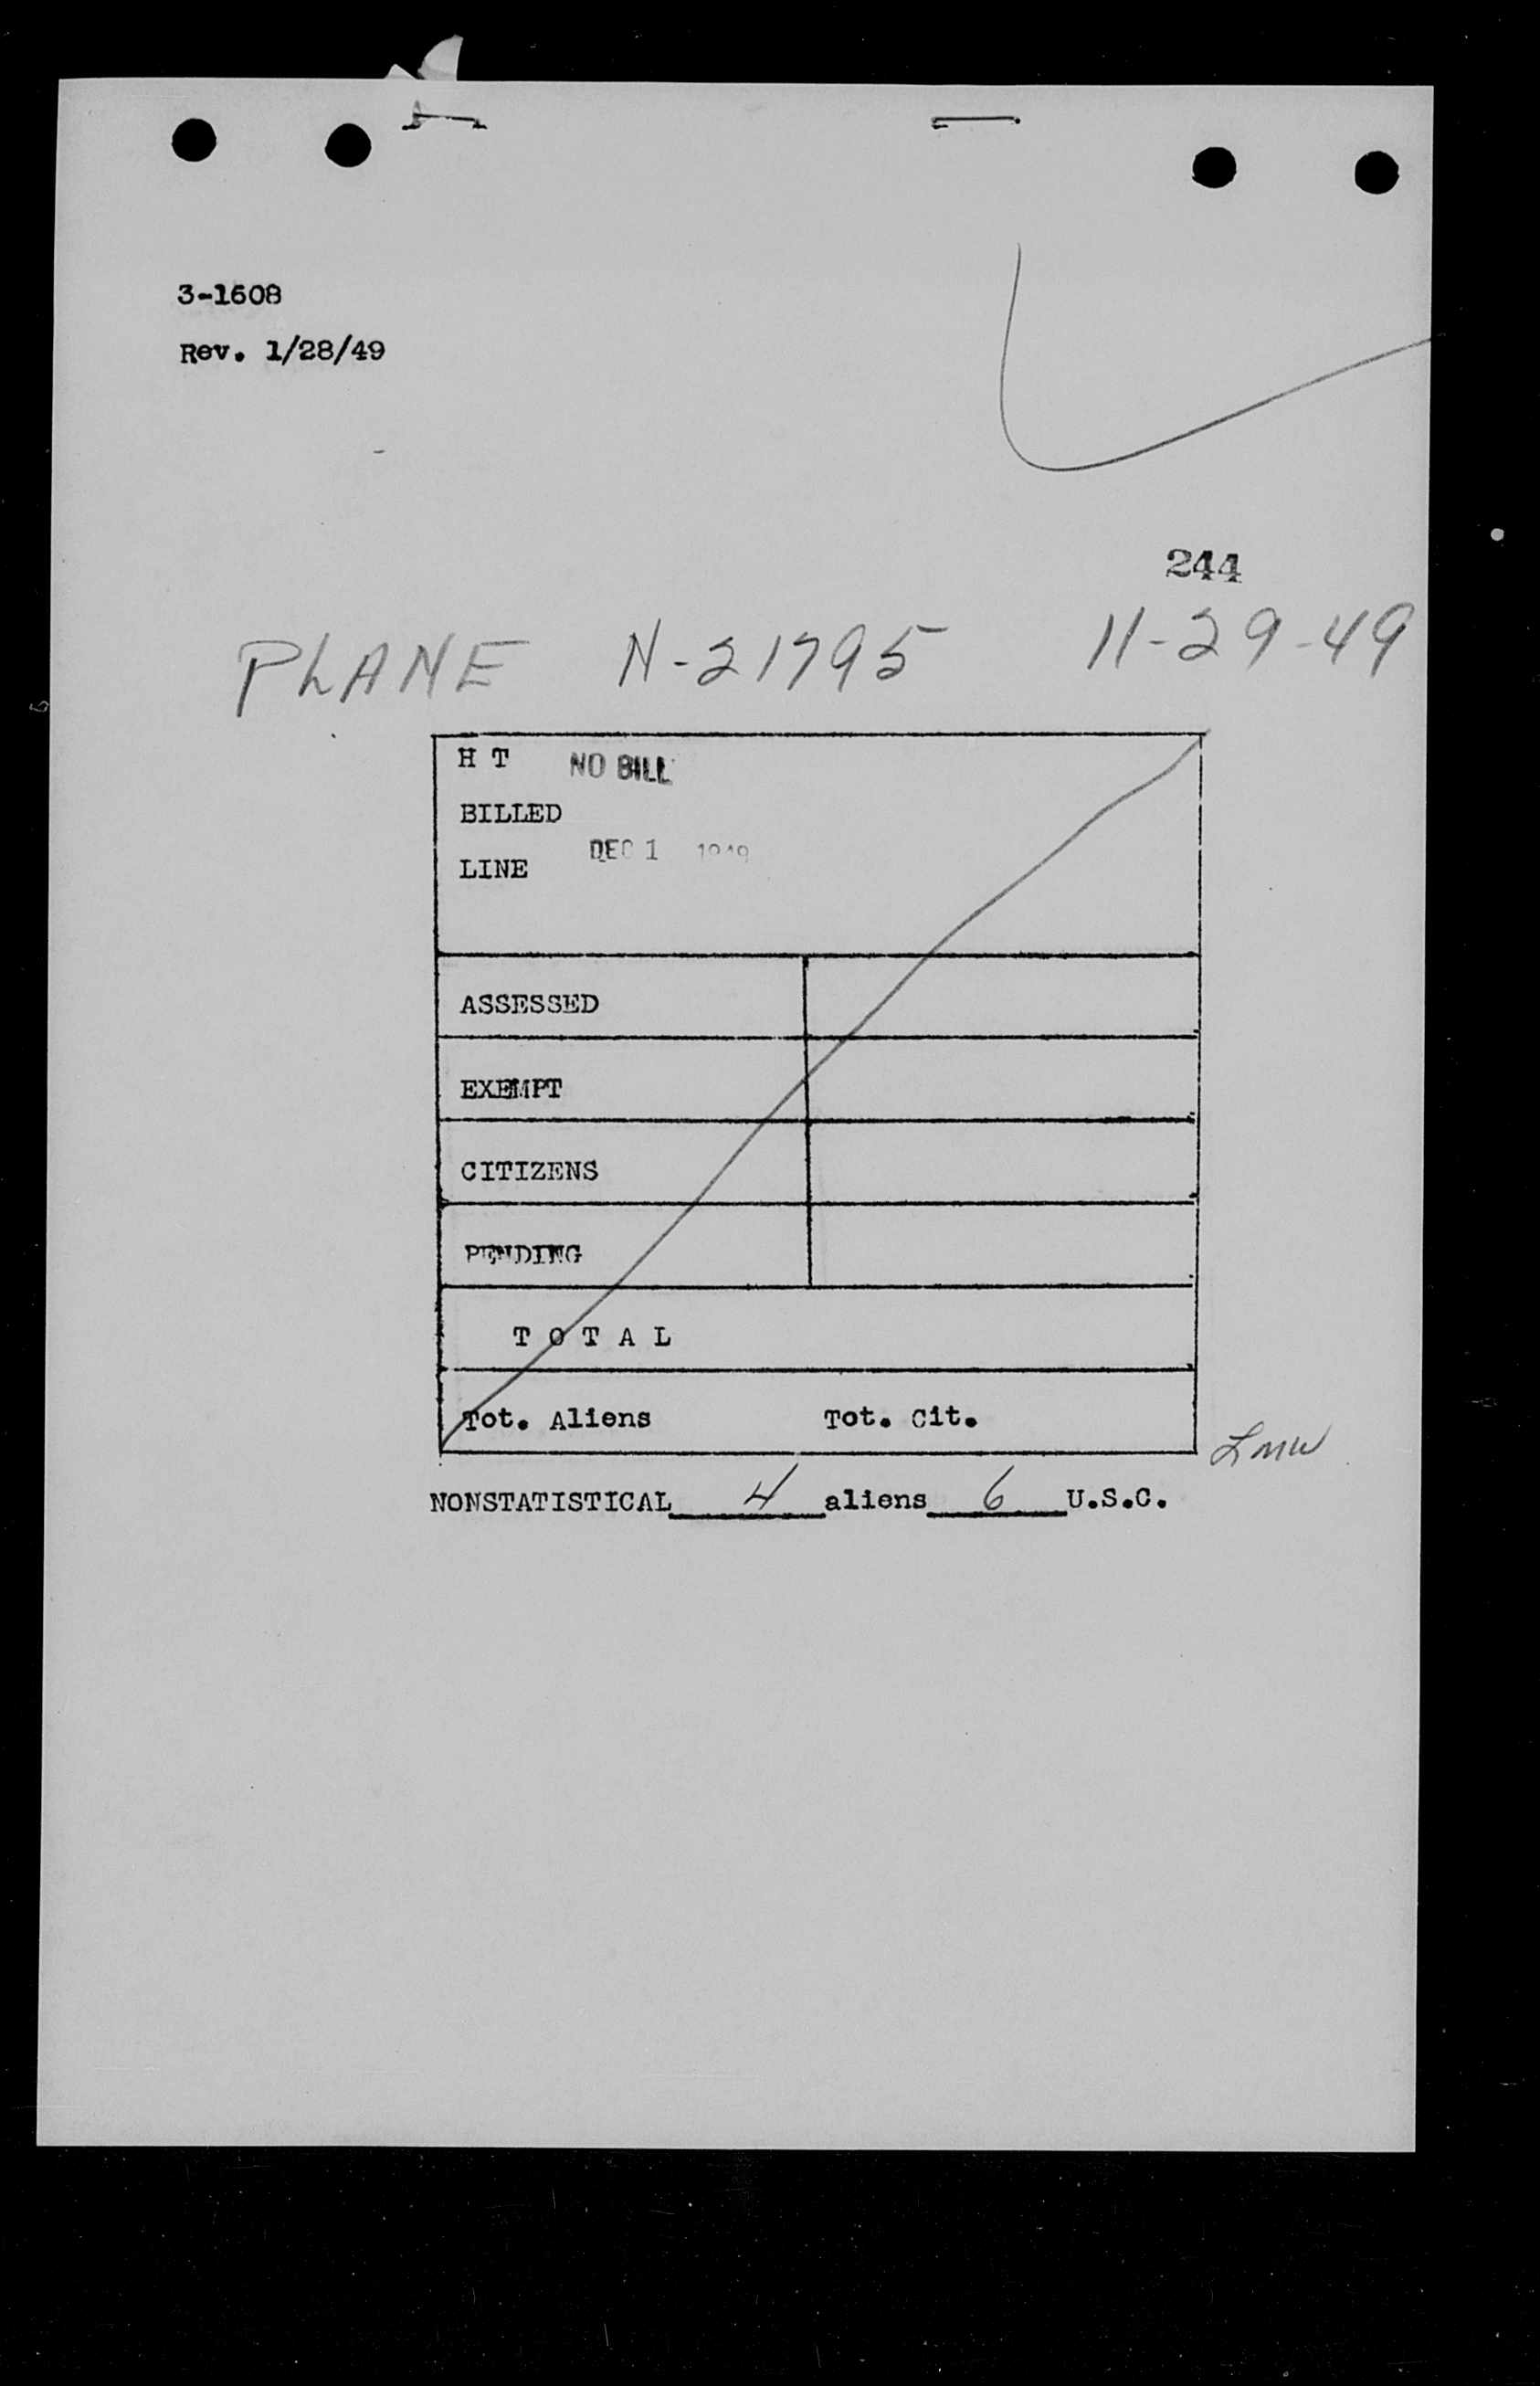 3-1608
Rev. 1/28/49
244
PLANE N-21795 11-29-49
H T NO BILL
BILLED
DEC 1 1949
LINE
ASSESSED
EXEMPT
CITIZENS
PENDING
T O T A L
Tot. Aliens Tot. Cit.
LMW
NONSTATISTICAL 4 aliens 6 U.S.C.